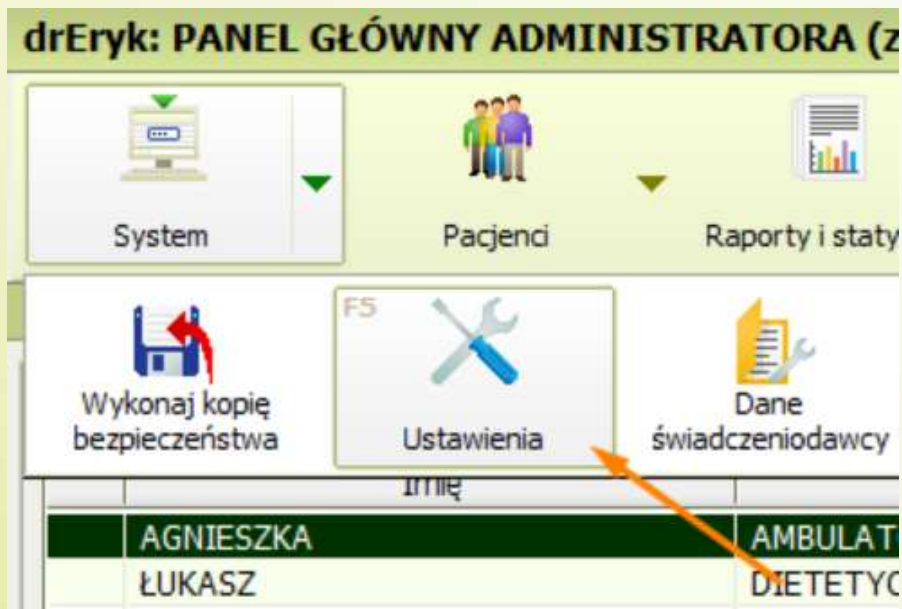 drEryk: PANEL GŁÓWNY ADMINISTRATORA (z
System
Pacjenci
Raporty i staty
F5
Wykonaj kopię
bezpieczeństwa
Ustawienia
Dane
świadczeniodawcy
Imię
AGNIESZKA AMBULATO
ŁUKASZ DIETETYC